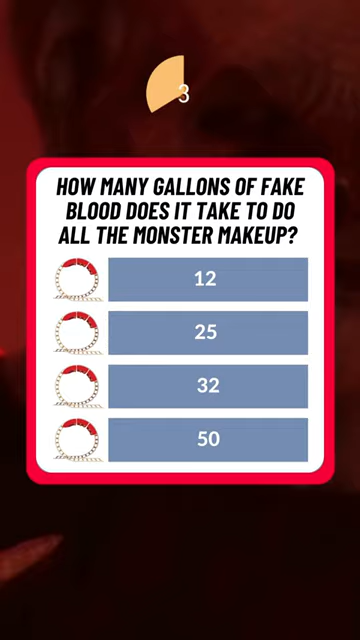 3
HOW MANY GALLONS OF FAKE
BLOOD DOES IT TAKE TO DO
ALL THE MONSTER MAKEUP?
12
25
32
50